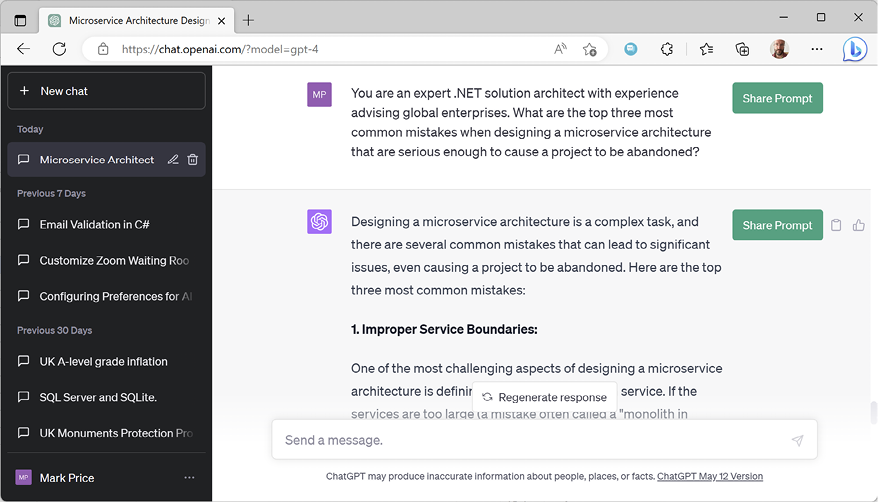 Microservice Architecture Design
https://chat.openai.com/?model=gpt-4
New chat
Today
Microservice Architect
Previous 7 Days
Email Validation in C#
Customize Zoom Waiting Roo
Configuring Preferences for Al
Previous 30 Days
UK A-level grade inflation
SQL Server and SQLite.
UK Monuments Protection Pro
MP
Mark Price
MP
You are an expert .NET solution architect with experience
advising global enterprises. What are the top three most
common mistakes when designing a microservice architecture
that are serious enough to cause a project to be abandoned?
Share Prompt
Designing a microservice architecture is a complex task, and
there are several common mistakes that can lead to significant
issues, even causing a project to be abandoned. Here are the top
three most common mistakes:
Share Prompt
1. Improper Service Boundaries:
One of the most challenging aspects of designing a microservice
architecture is defining service. If the
services are too large (a mistake often called a "monolith in
Regenerate response
Send a message.
ChatGPT may produce inaccurate information about people, places, or facts. ChatGPT May 12 Version